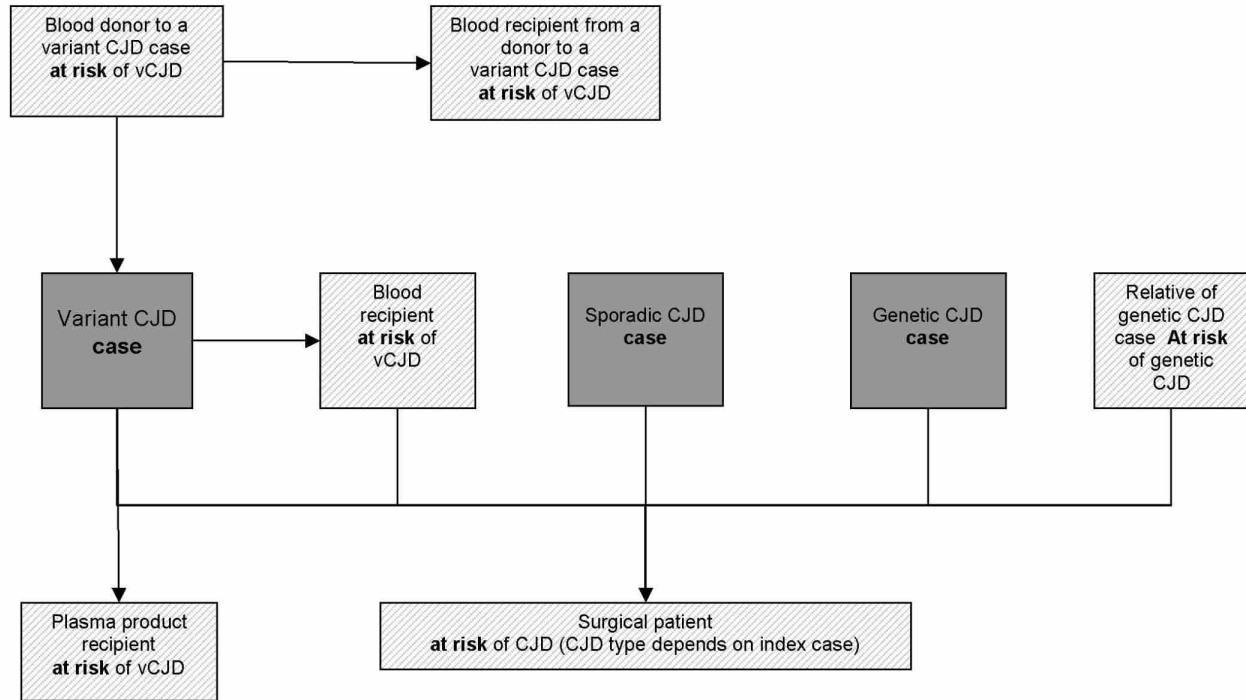 Blood donor to a
variant CJD case
at risk of vCJD
Blood recipient from a
donor to a
variant CJD case
at risk of vCJD
Variant CJD
case
Blood
recipient
at risk of
vCJD
Sporadic CJD
case
Genetic CJD
case
Relative of
genetic CJD
case At risk
of genetic
CJD
Plasma product
recipient
at risk of vCJD
Surgical patient
at risk of CJD (CJD type depends on index case)